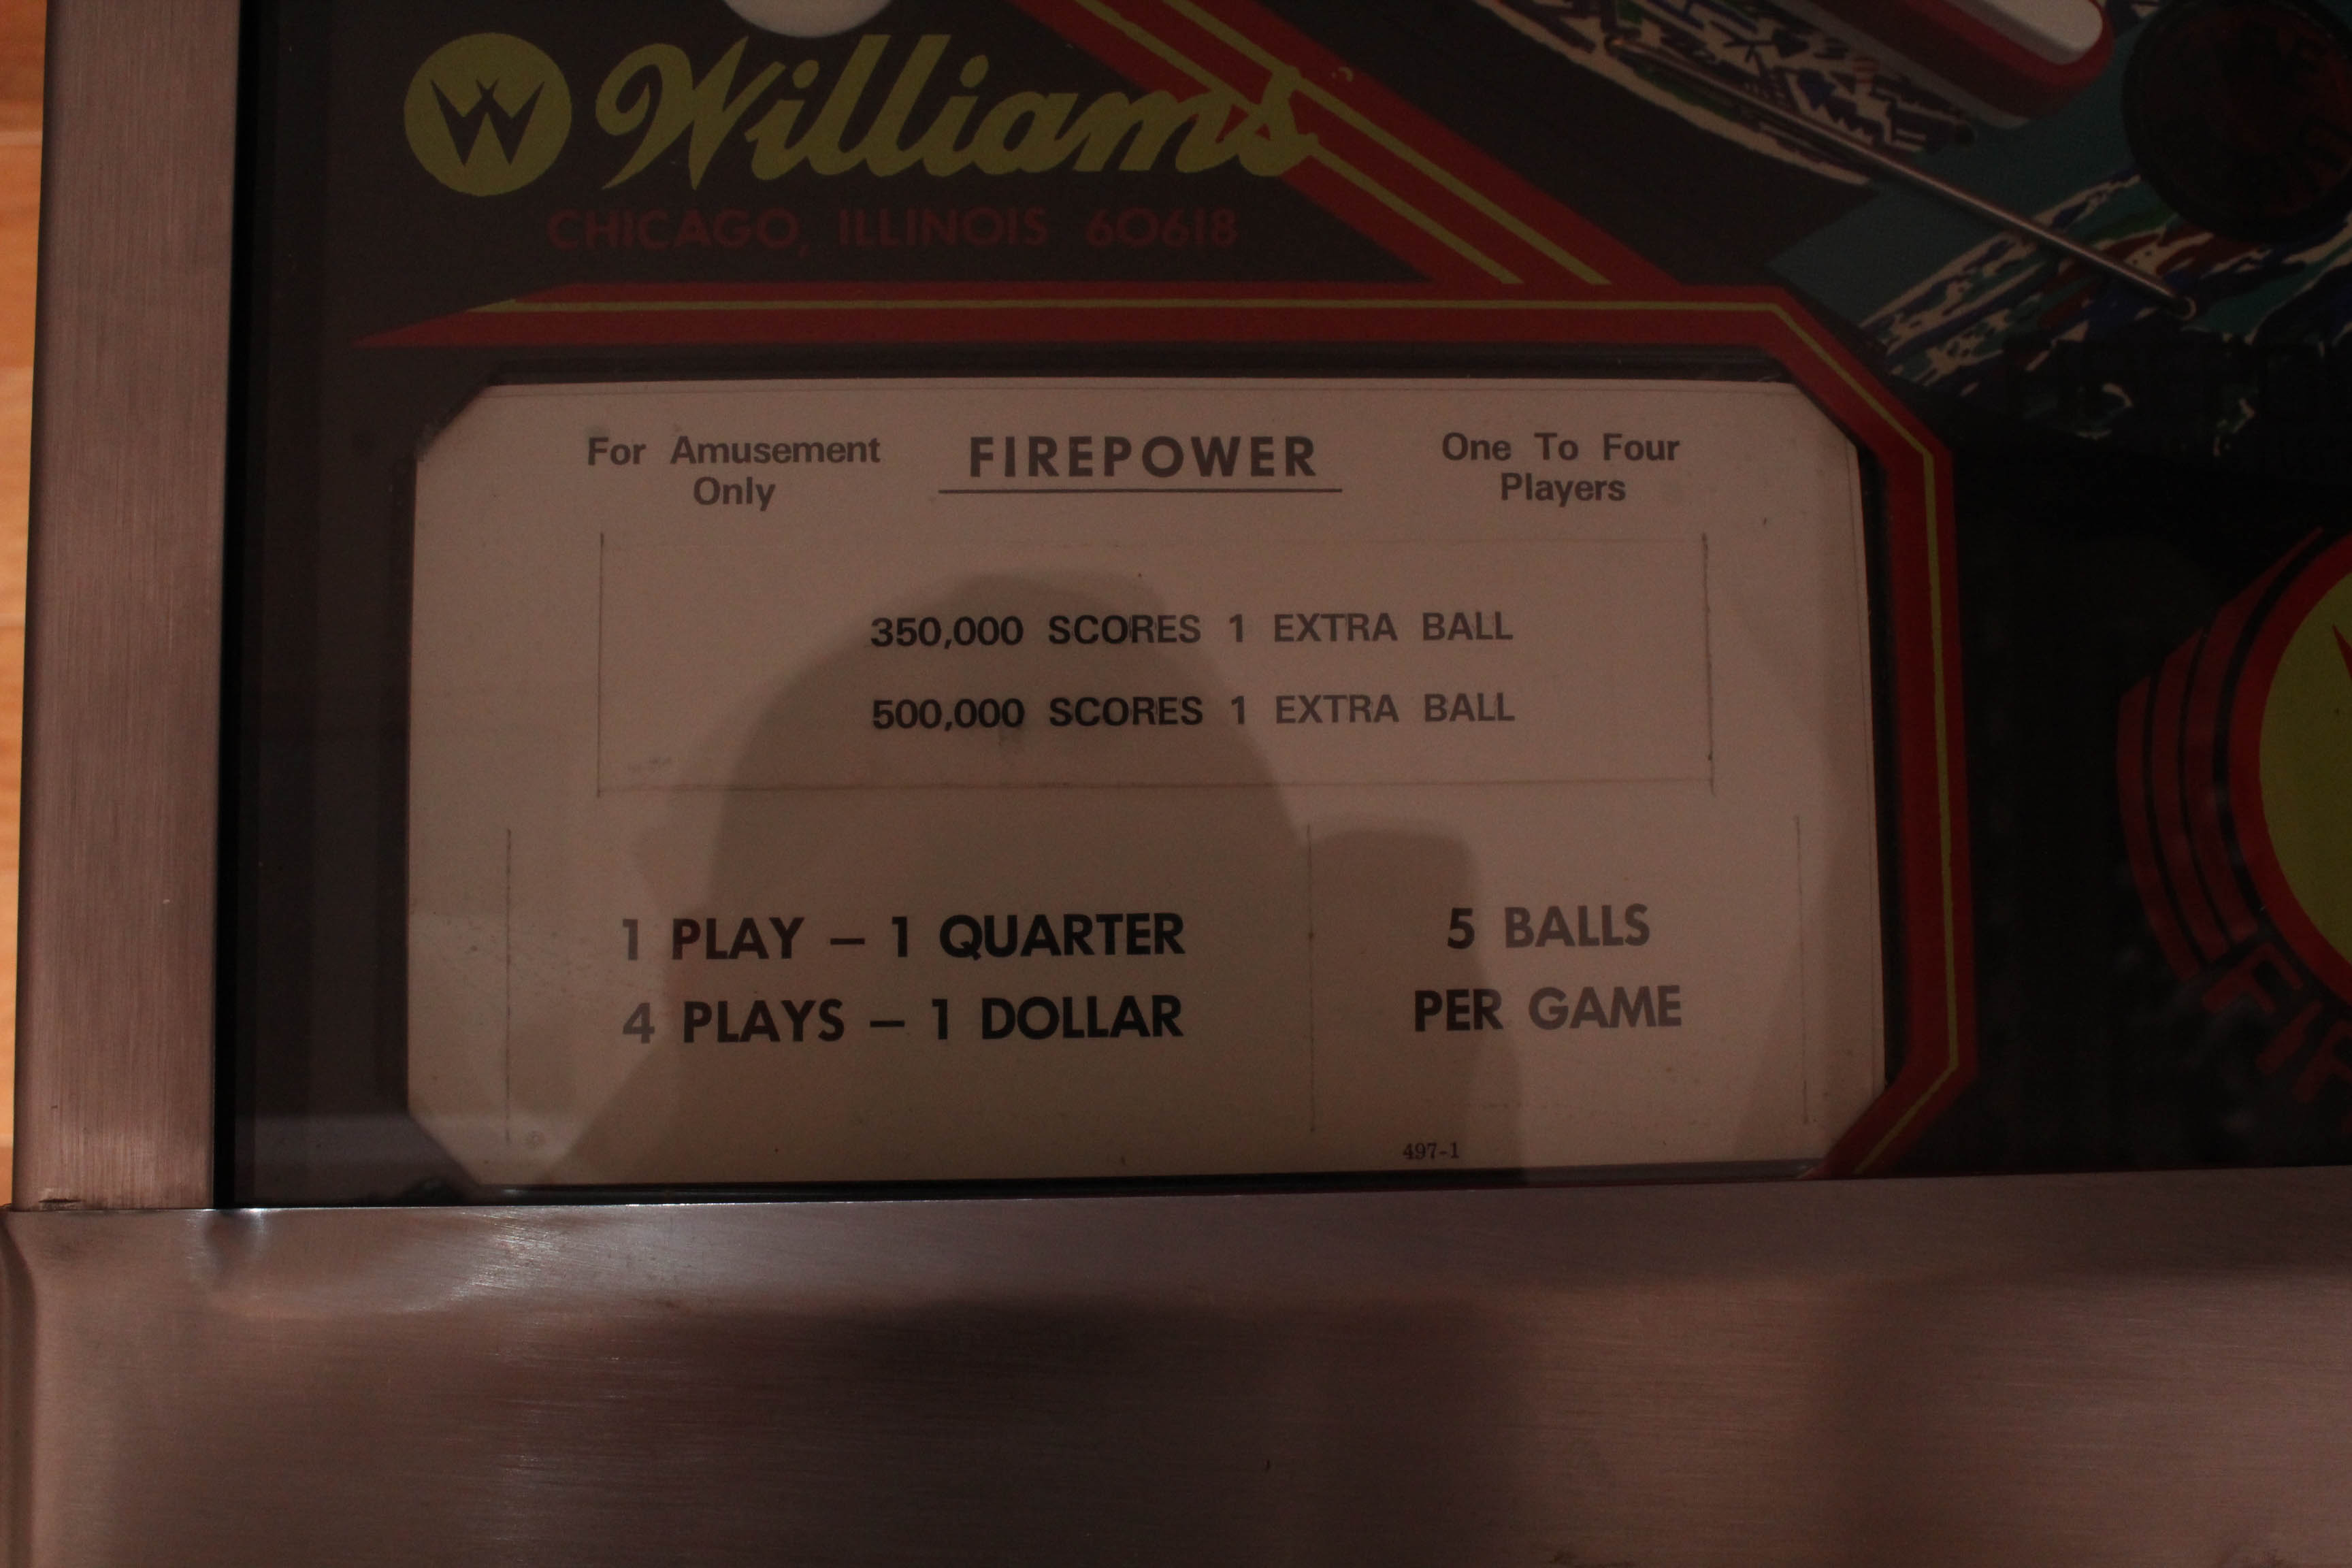 Williams
CHICAGO, ILLINOIS 60618
For Amusement
Only
FIREPOWER
One To Four
Players
350,000 SCORES 1 EXTRA BALL
500,000 SCORES 1 EXTRA BALL
1 PLAY – 1 QUARTER
4 PLAYS – 1 DOLLAR
5 BALLS
PER GAME
497-1